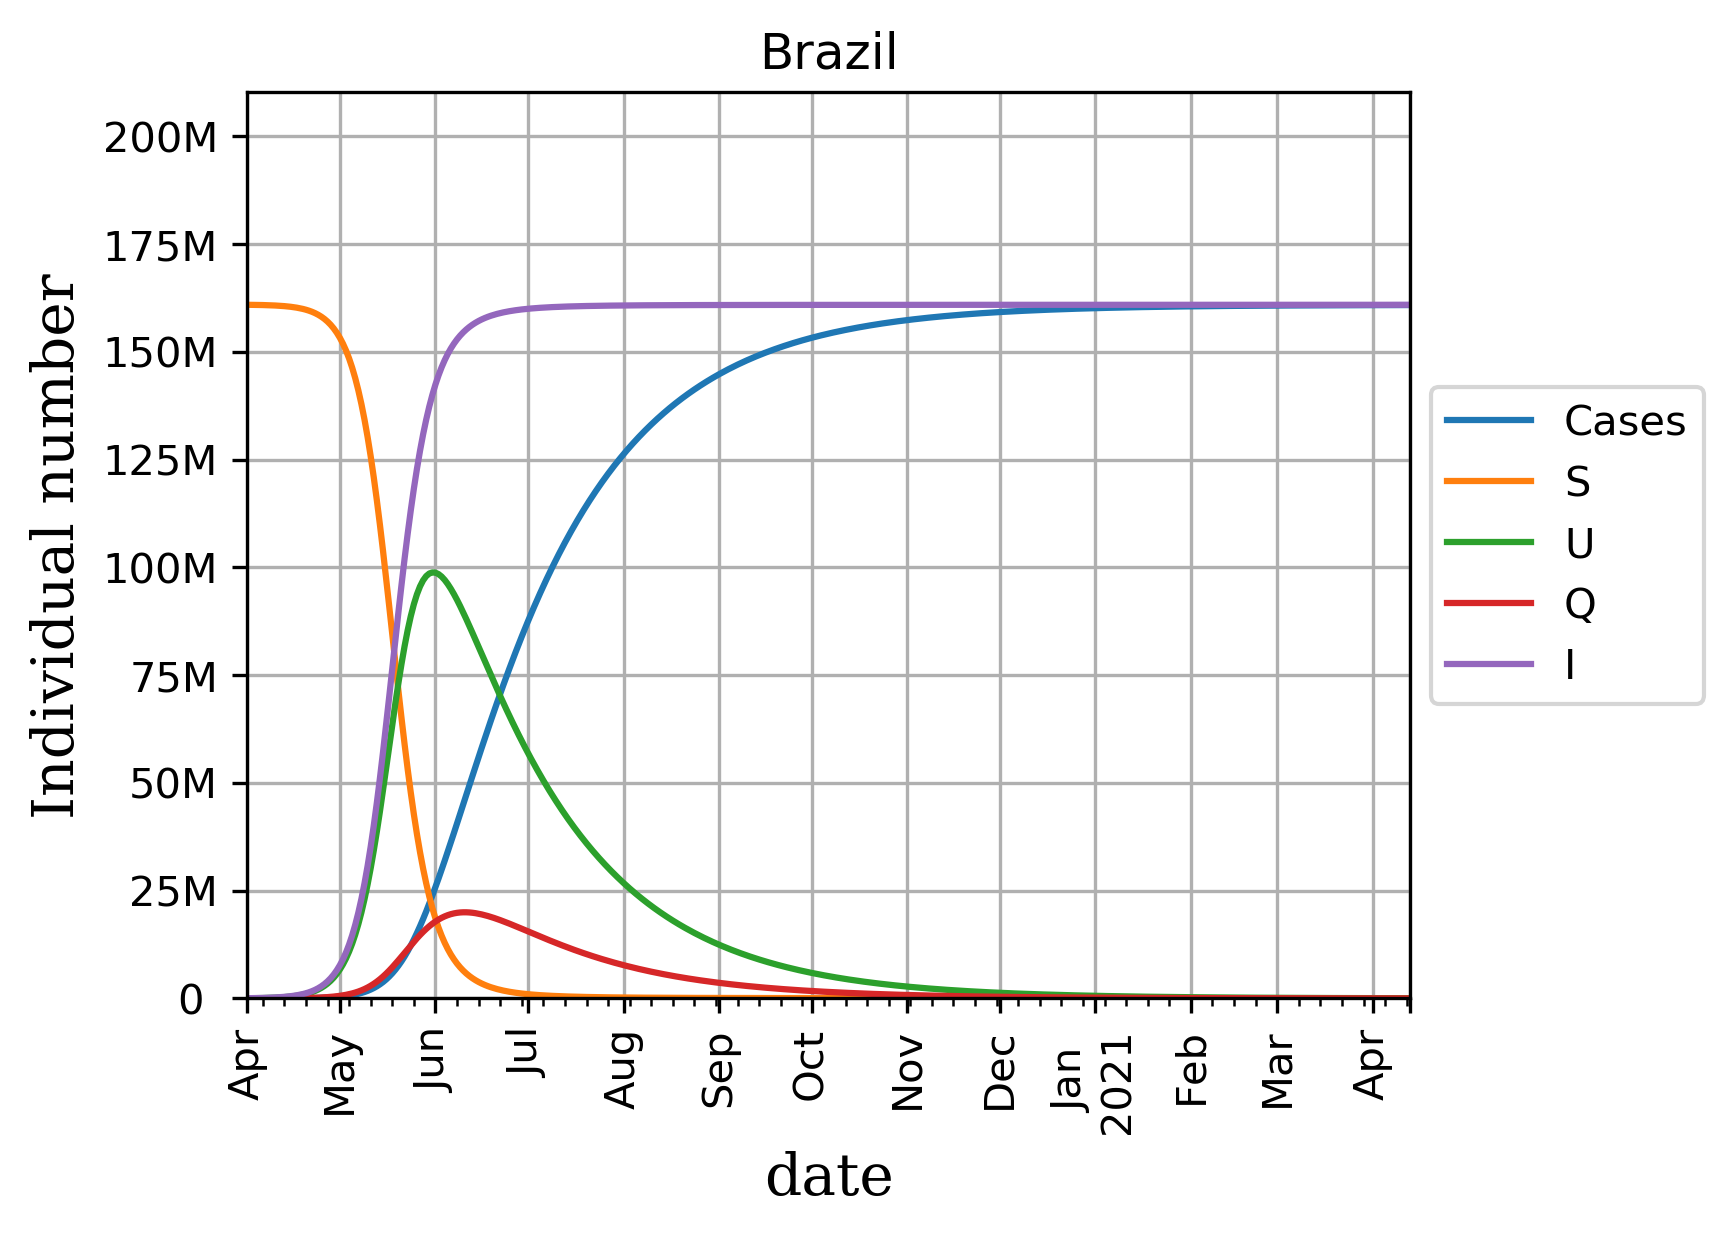 Brazil
200M
175M
150M
125M
100M
75M
50M
25M
0
Individual number
Apr
May
Jun
Jul
Aug
Sep
Oct
Nov
Dec
Jan
2021
Feb
Mar
Apr
date
Cases
S
U
Q
I